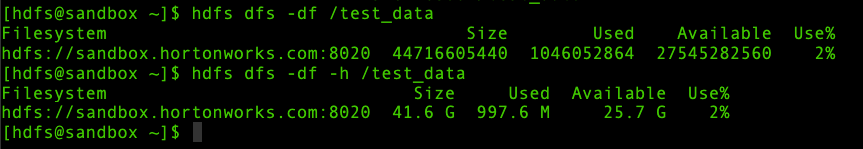 [hdfs@sandbox ~]$ hdfs dfs -df /test_data
Filesystem Size Used Available Use%
hdfs://sandbox.hortonworks.com:8020 44716605440 1046052864 27545282560 2%
[hdfs@sandbox ~]$ hdfs dfs -df -h /test_data
Filesystem Size Used Available Use%
hdfs://sandbox.hortonworks.com:8020 41.6 G 997.6 M 25.7 G 2%
[hdfs@sandbox ~]$